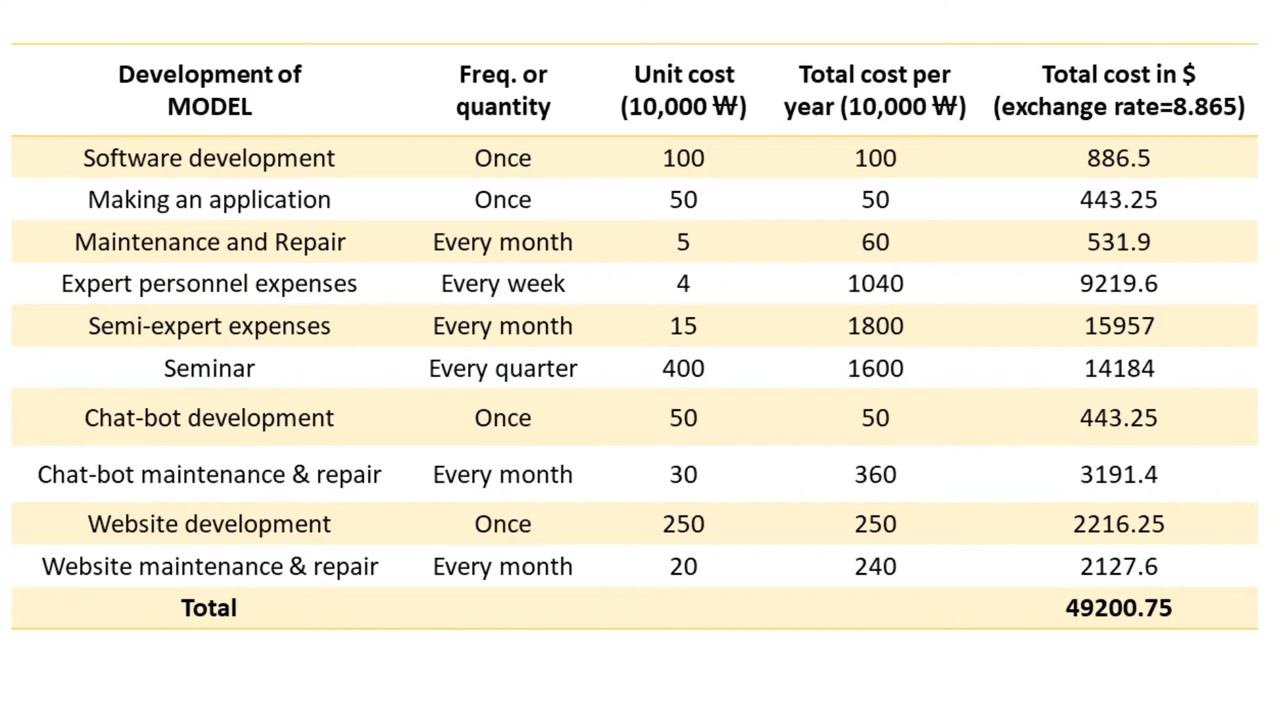 Development of MODEL Freq. or quantity Unit cost (10,000 ₩) Total cost per year (10,000 ₩) Total cost in $ (exchange rate=8.865)
Software development Once 100 100 886.5
Making an application Once 50 50 443.25
Maintenance and Repair Every month 5 60 531.9
Expert personnel expenses Every week 4 1040 9219.6
Semi-expert expenses Every month 15 1800 15957
Seminar Every quarter 400 1600 14184
Chat-bot development Once 50 50 443.25
Chat-bot maintenance & repair Every month 30 360 3191.4
Website development Once 250 250 2216.25
Website maintenance & repair Every month 20 240 2127.6
Total 49200.75